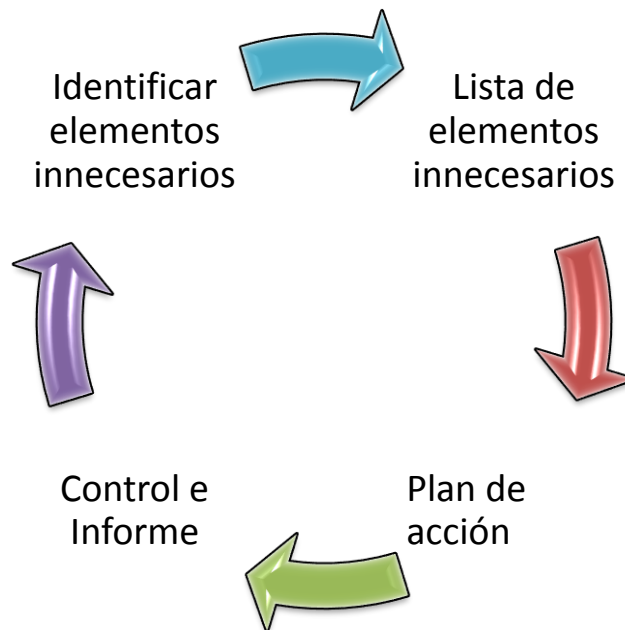 Identificar
elementos
innecesarios
Lista de
elementos
innecesarios
Plan de
acción
Control e
Informe